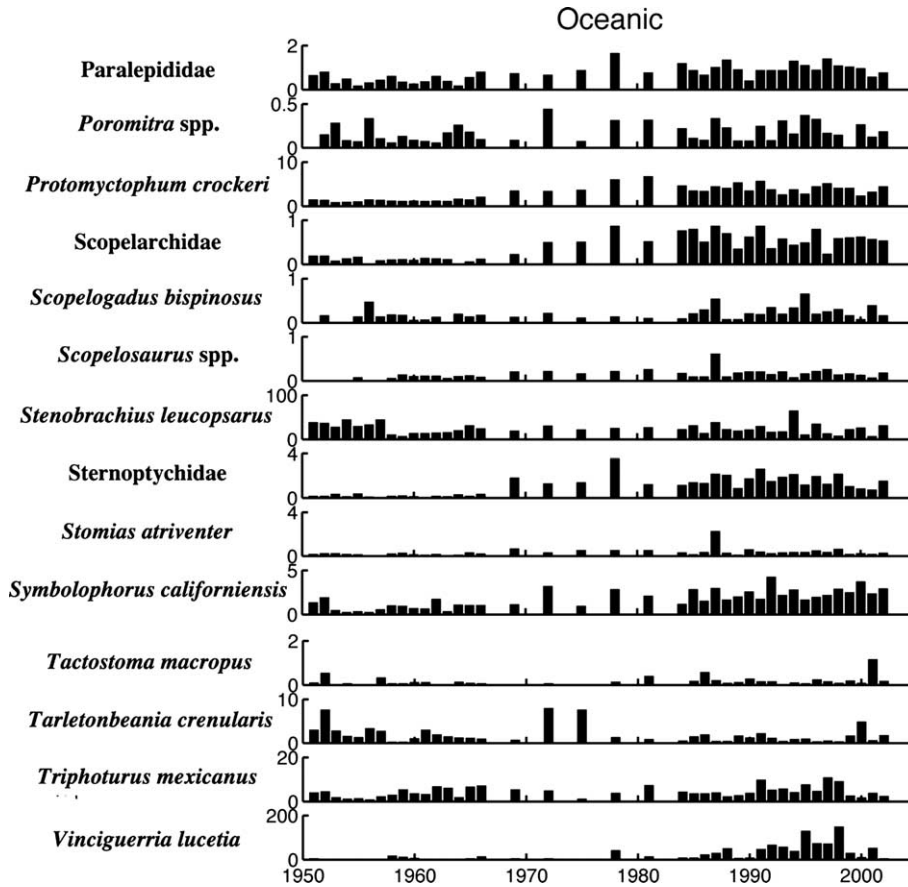 Oceanic
Paralepididae 2 0
Poromitra spp. 0.5 0
Protomyctophum crockeri 10 0
Scopelarchidae 1 0
Scopelogadus bispinosus 1 0
Scopelosaurus spp. 1 0
Stenobrachius leucopsarus 100 0
Sternoptychidae 4 0
Stomias atriventer 4 0
Symbolophorus californiensis 5 0
Tactostoma macropus 2 0
Tarletonbeania crenularis 10 0
Triphoturus mexicanus 20 0
Vinciguerria lucetia 200 0
1950 1960 1970 1980 1990 2000